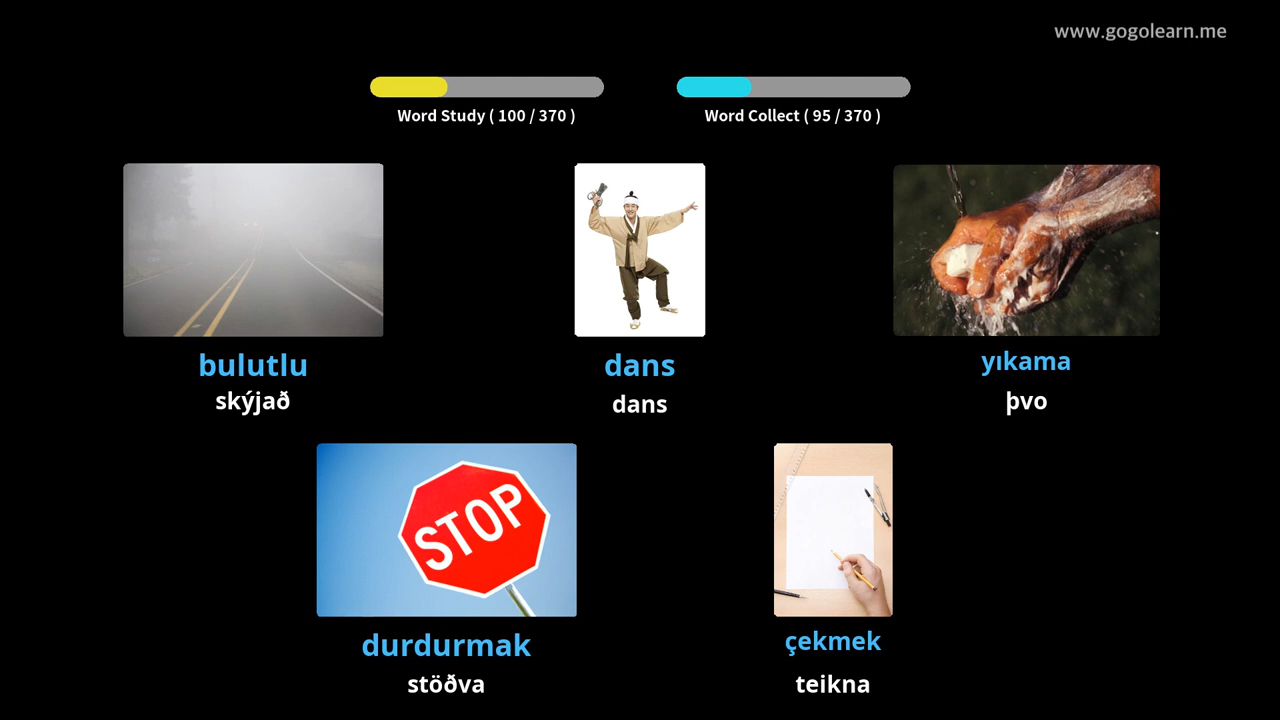 www.gogolearn.me
Word Study ( 100 / 370 )
Word Collect ( 95 / 370 )
bulutlu
skýjað
dans
dans
yıkama
þvo
STOP
durdurmak
stöðva
çekmek
teikna